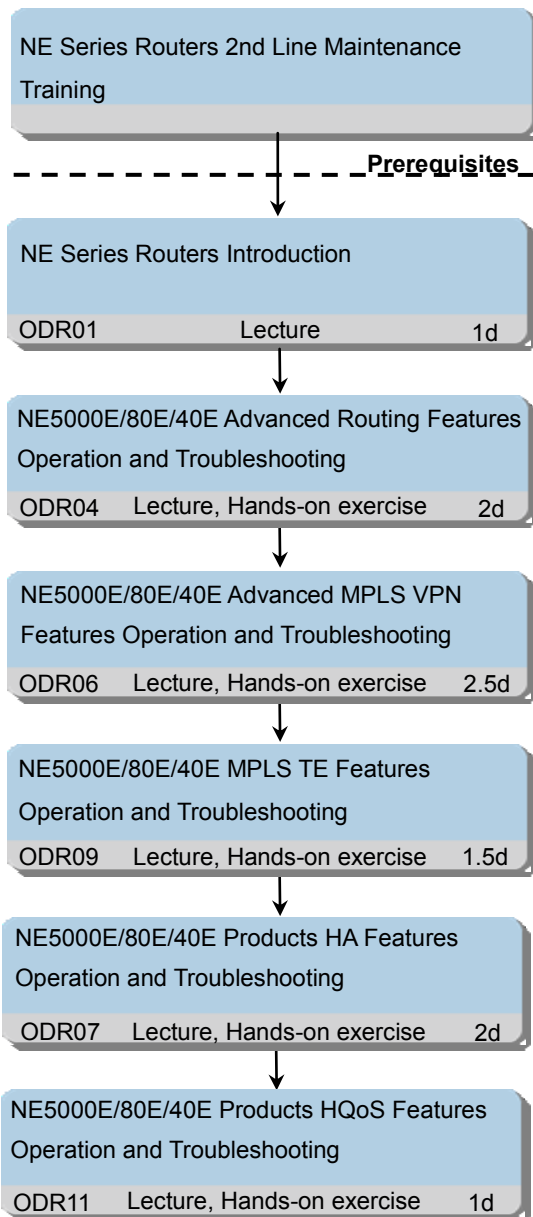 NE Series Routers 2nd Line Maintenance
Training
Prerequisites
NE Series Routers Introduction
ODR01 Lecture 1d
NE5000E/80E/40E Advanced Routing Features
Operation and Troubleshooting
ODR04 Lecture, Hands-on exercise 2d
NE5000E/80E/40E Advanced MPLS VPN
Features Operation and Troubleshooting
ODR06 Lecture, Hands-on exercise 2.5d
NE5000E/80E/40E MPLS TE Features
Operation and Troubleshooting
ODR09 Lecture, Hands-on exercise 1.5d
NE5000E/80E/40E Products HA Features
Operation and Troubleshooting
ODR07 Lecture, Hands-on exercise 2d
NE5000E/80E/40E Products HQoS Features
Operation and Troubleshooting
ODR11 Lecture, Hands-on exercise 1d